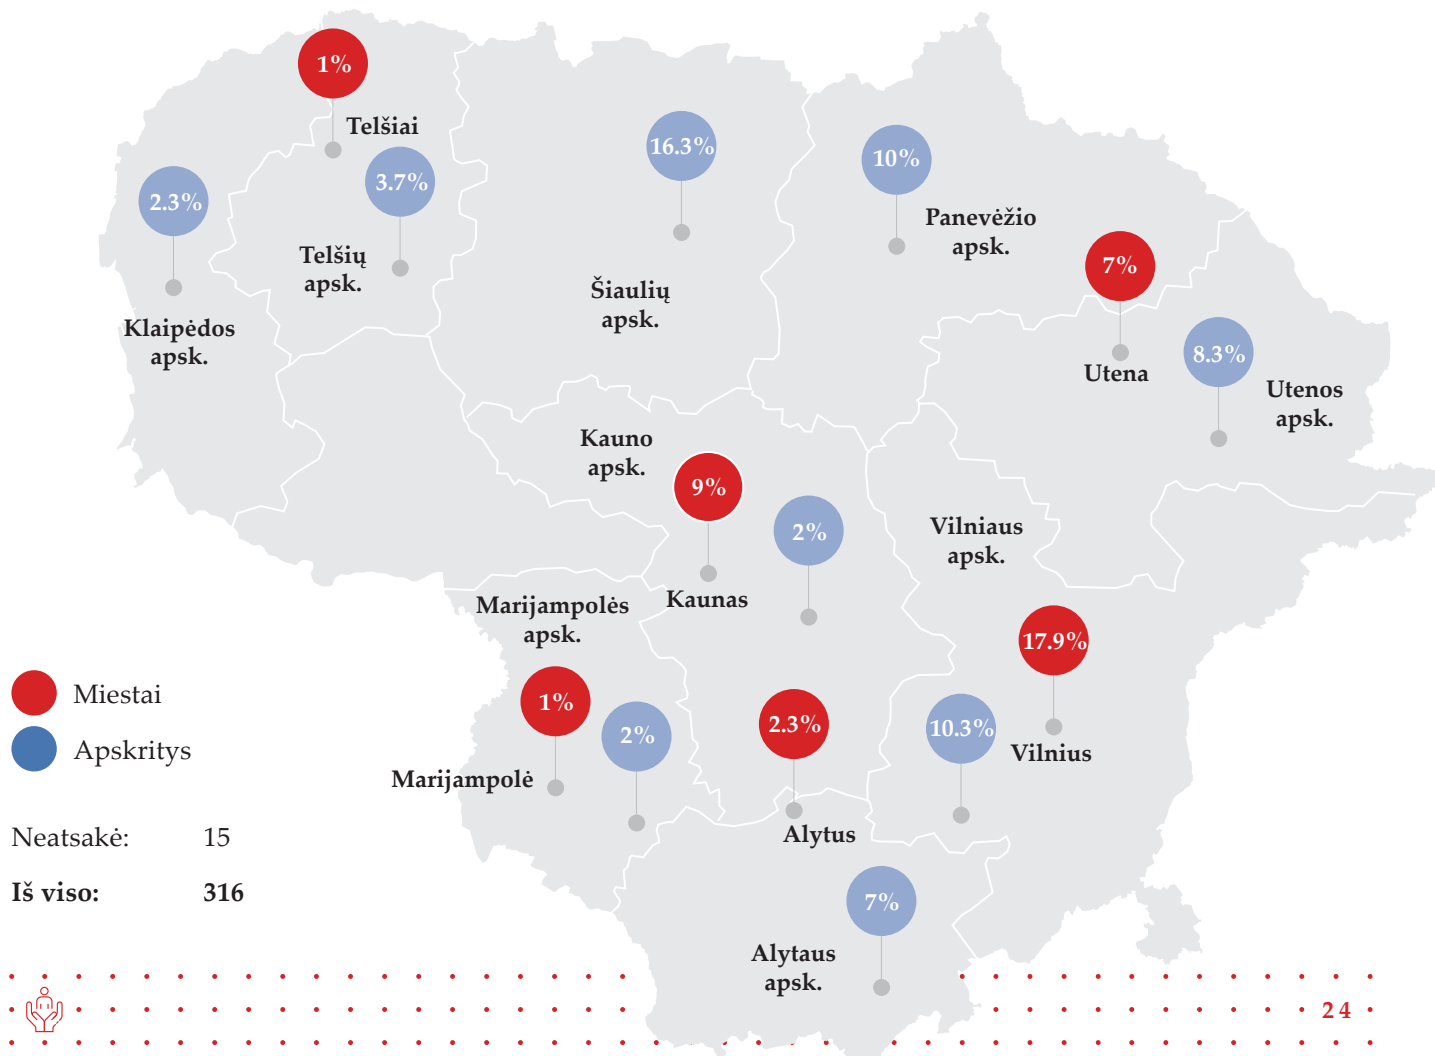 1%
Telšiai
16.3%
10%
3.7%
2.3%
Panevėžio
apsk.
Telšių
apsk.
7%
Šiaulių
apsk.
Klaipėdos
apsk.
8.3%
Utena
Utenos
apsk.
Kauno
apsk.
9%
2%
Vilniaus
apsk.
Kaunas
Marijampolės
apsk.
17.9%
Miestai
1%
2.3%
2%
10.3%
Apskritys
Vilnius
Marijampolė
Neatsakė: 15
Alytus
Iš viso: 316
7%
Alytaus
apsk.
24